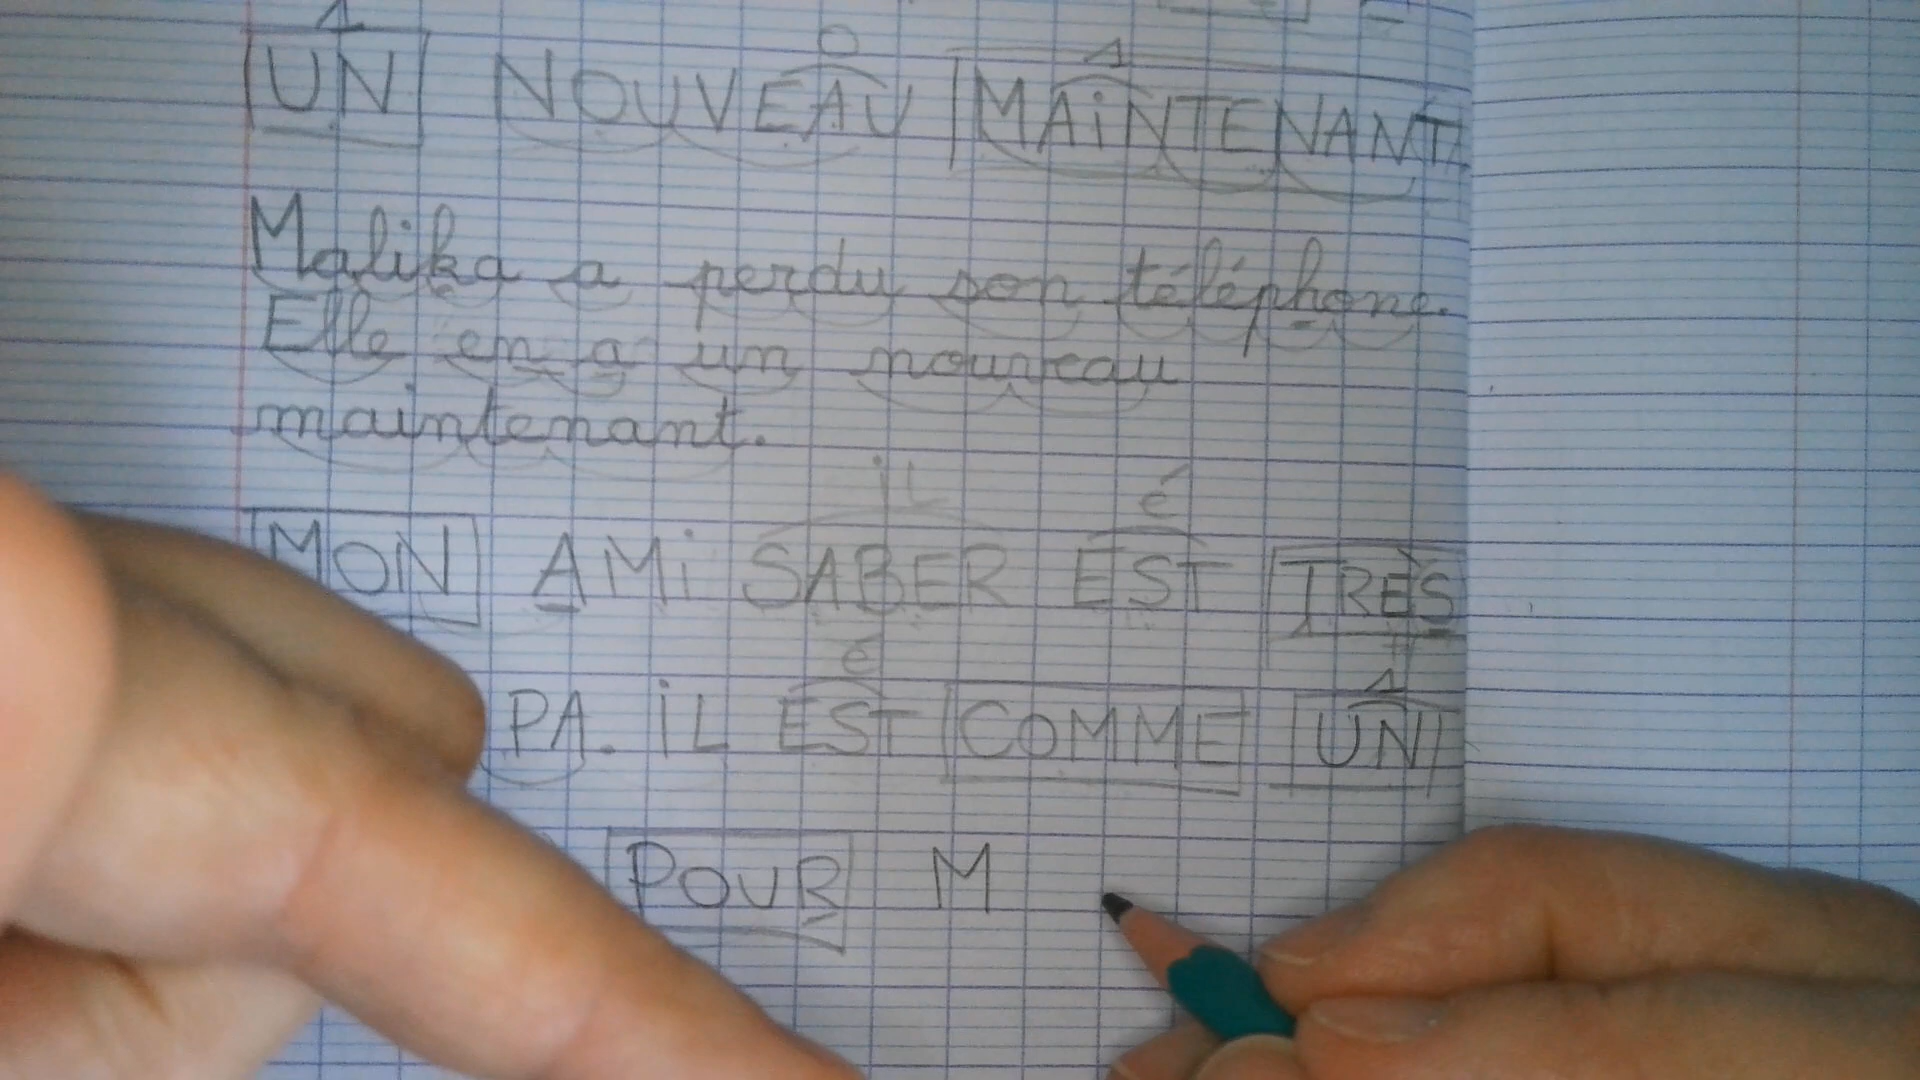 UN NOUVEAU MAiNTENANT
Malika a perdu son téléphone.
Elle en a un nouveau
maintenant.
iL é
MON AMi SABER EST TRÈS
é
PA. iL EST COMME UN
POUR M